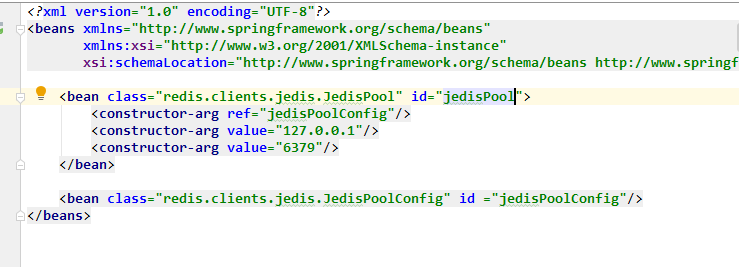 <?xml version="1.0" encoding="UTF-8"?>
<beans xmlns="http://www.springframework.org/schema/beans"
xmlns:xsi="http://www.w3.org/2001/XMLSchema-instance"
xsi:schemaLocation="http://www.springframework.org/schema/beans http://www.springf
<bean class="redis.clients.jedis.JedisPool" id="jedisPool">
<constructor-arg ref="jedisPoolConfig"/>
<constructor-arg value="127.0.0.1"/>
<constructor-arg value="6379"/>
</bean>
<bean class="redis.clients.jedis.JedisPoolConfig" id ="jedisPoolConfig"/>
</beans>